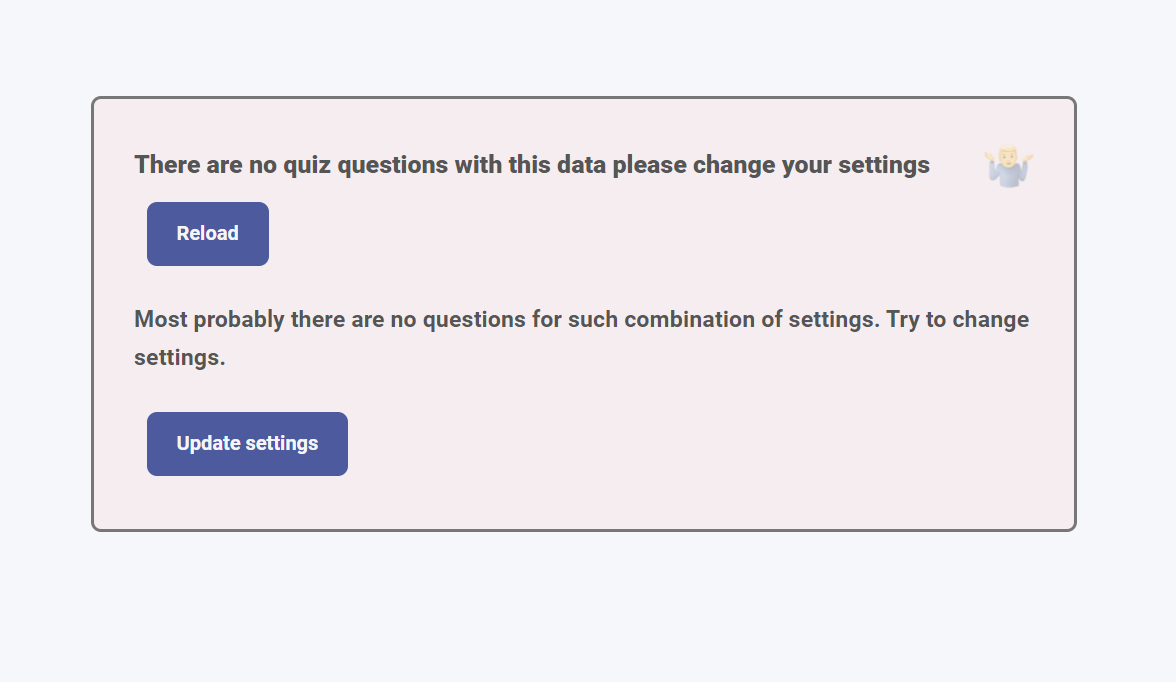 There are no quiz questions with this data please change your settings
Reload
Most probably there are no questions for such combination of settings. Try to change
settings.
Update settings